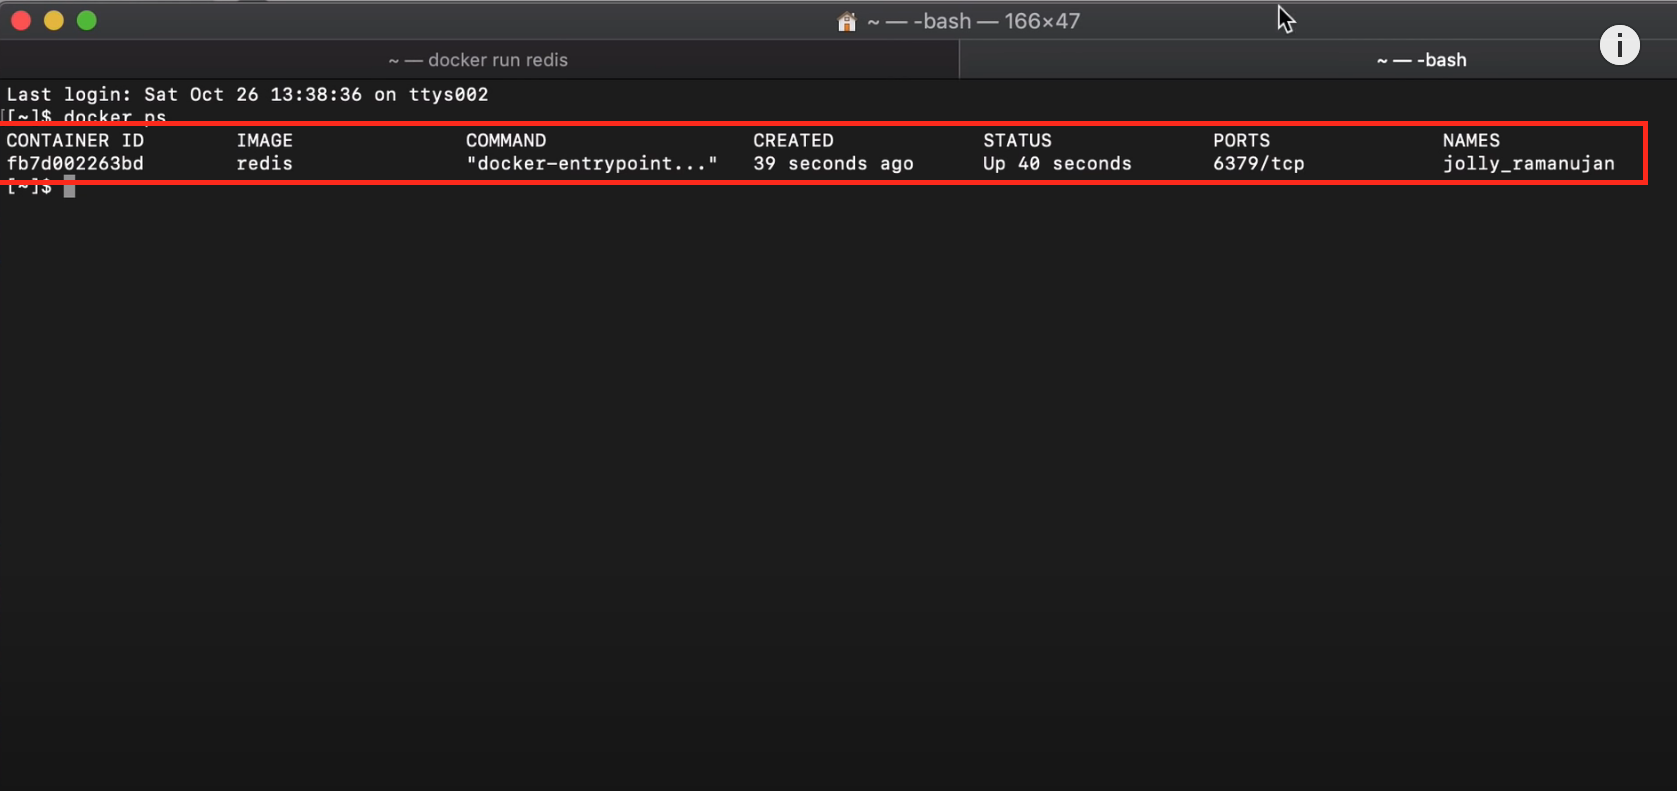 ~ — -bash — 166×47
~ — docker run redis
~ — -bash
i
Last login: Sat Oct 26 13:38:36 on ttys002
[[~]$ docker ps
CONTAINER ID IMAGE COMMAND CREATED STATUS PORTS NAMES
fb7d002263bd redis "docker-entrypoint..." 39 seconds ago Up 40 seconds 6379/tcp jolly_ramanujan
[~]$